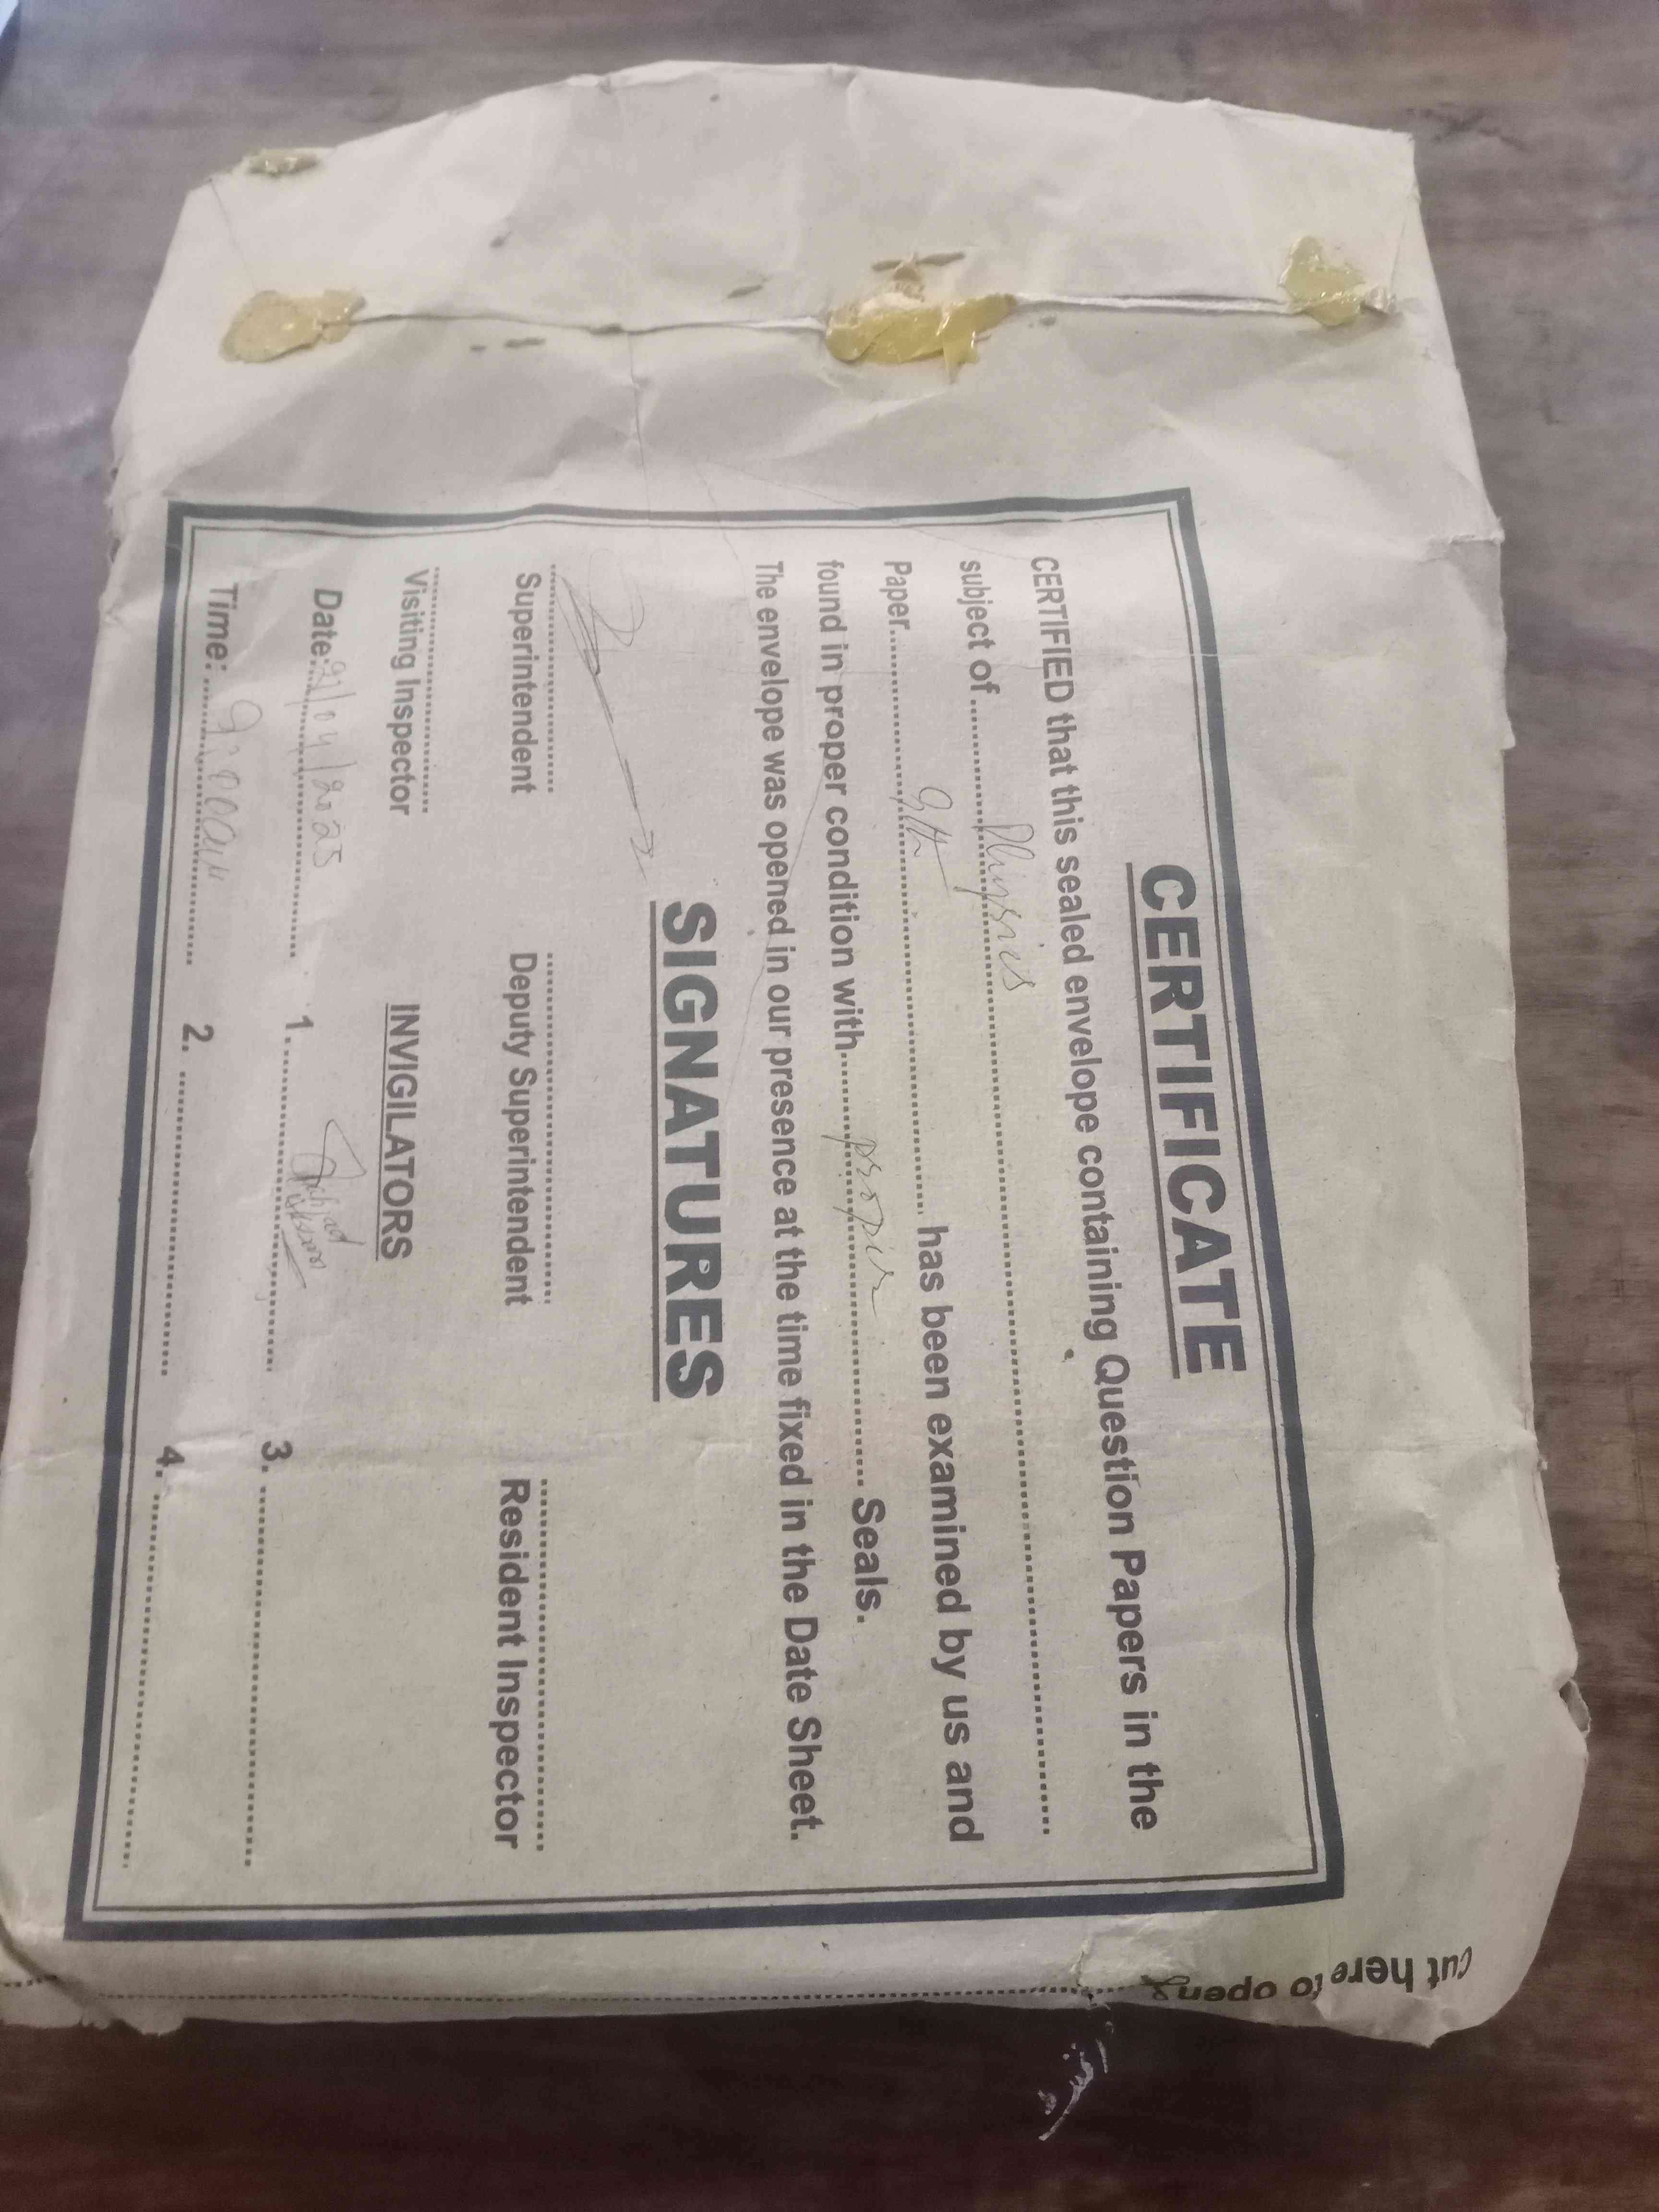 CERTIFICATE
CERTIFIED that this sealed envelope containing Question Papers in the
subject of.......Physics.......
Paper.......9th....... has been examined by us and
found in proper condition with.......proper....... Seals.
The envelope was opened in our presence at the time fixed in the Date Sheet.
SIGNATURES
Superintendent Deputy Superintendent Resident Inspector
Visiting Inspector INVIGILATORS
Date:21/04/2025 1. 3.
Time: 9:00am 2. 4.
cut here to open